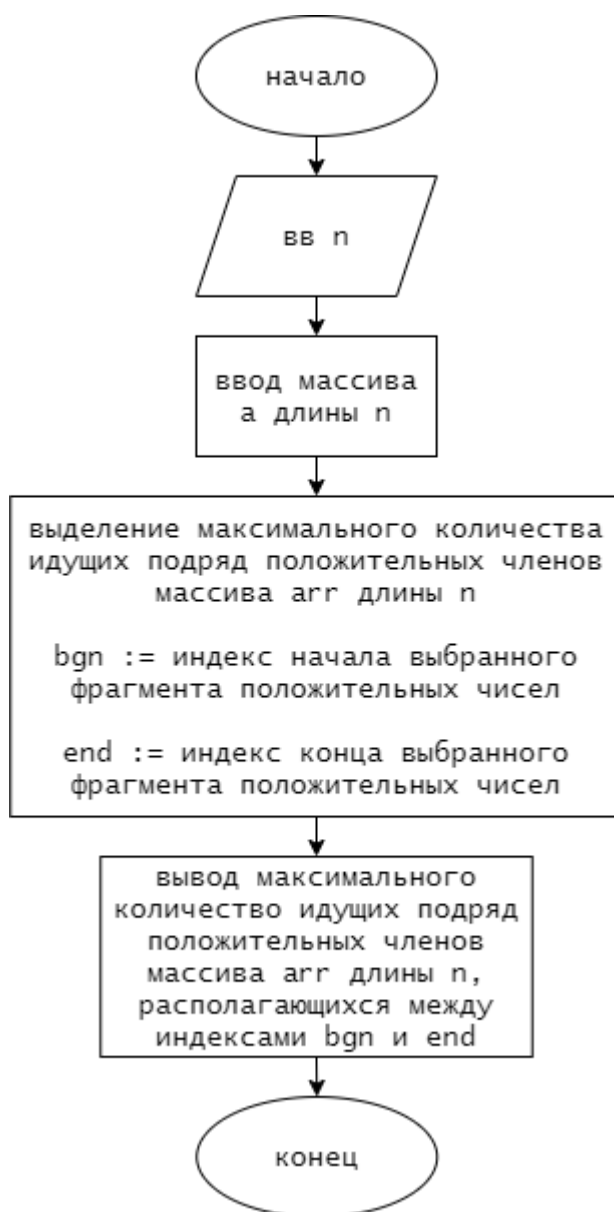 начало
вв n
ввод массива
а длины n
выделение максимального количества
идущих подряд положительных членов
массива arr длины n
bgn := индекс начала выбранного
фрагмента положительных чисел
end := индекс конца выбранного
фрагмента положительных чисел
вывод максимального
количество идущих подряд
положительных членов
массива arr длины n,
располагающихся между
индексами bgn и end
конец